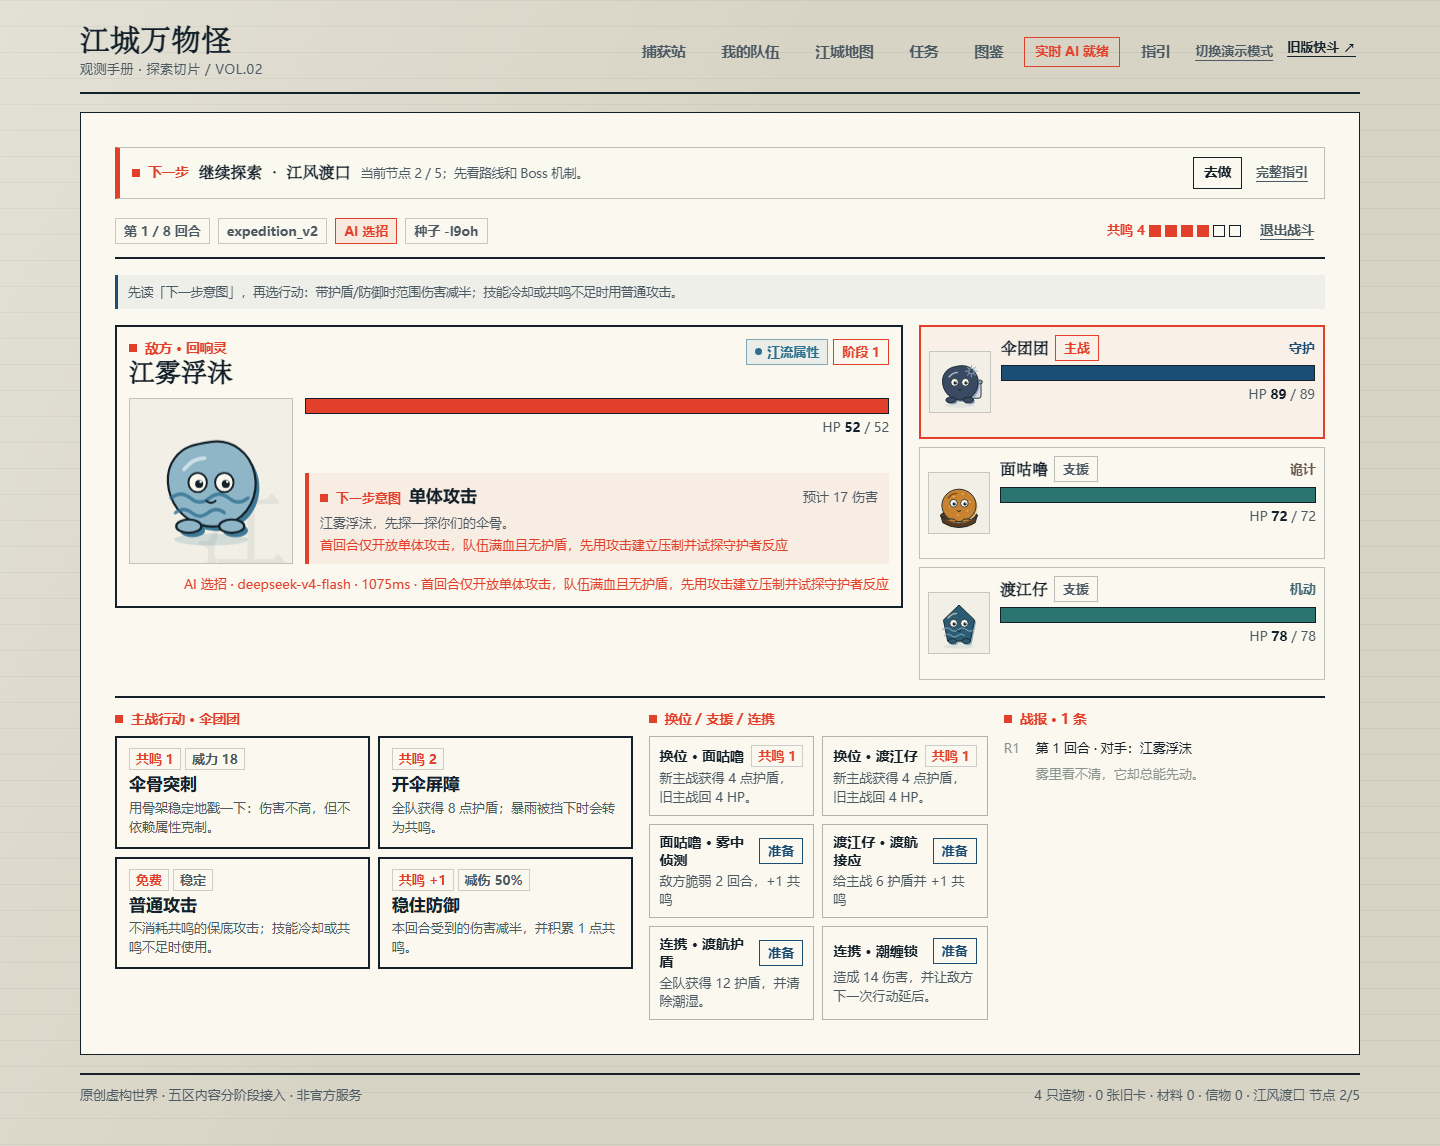 江城万物怪
观测手册 · 探索切片 / VOL.02
捕获站 我的队伍 江城地图 任务 图鉴 实时 AI 就绪 指引 切换演示模式 旧版快斗 ↗
下一步 继续探索 · 江风渡口 当前节点 2 / 5；先看路线和 Boss 机制。 去做 完整指引
第 1 / 8 回合 expedition_v2 AI 选招 种子 -l9oh 共鸣 4 退出战斗
先读「下一步意图」，再选行动：带护盾/防御时范围伤害减半；技能冷却或共鸣不足时用普通攻击。
敌方 • 回响灵
江雾浮沫
江流属性 阶段 1
HP 52 / 52
下一步意图 单体攻击 预计 17 伤害
江雾浮沫，先探一探你们的伞骨。
首回合仅开放单体攻击，队伍满血且无护盾，先用攻击建立压制并试探守护者反应
AI 选招 · deepseek-v4-flash · 1075ms · 首回合仅开放单体攻击，队伍满血且无护盾，先用攻击建立压制并试探守护者反应
伞团团 主战 守护
HP 89 / 89
面咕噜 支援 诡计
HP 72 / 72
渡江仔 支援 机动
HP 78 / 78
主战行动 • 伞团团
共鸣 1 威力 18
伞骨突刺
用骨架稳定地戳一下：伤害不高，但不
依赖属性克制。
共鸣 2
开伞屏障
全队获得 8 点护盾；暴雨被挡下时会转
为共鸣。
免费 稳定
普通攻击
不消耗共鸣的保底攻击；技能冷却或共
鸣不足时使用。
共鸣 +1 减伤 50%
稳住防御
本回合受到的伤害减半，并积累 1 点共
鸣。
换位 / 支援 / 连携
换位 • 面咕噜 共鸣 1
新主战获得 4 点护盾，
旧主战回 4 HP。
换位 • 渡江仔 共鸣 1
新主战获得 4 点护盾，
旧主战回 4 HP。
面咕噜 • 雾中
侦测
准备
敌方脆弱 2 回合，+1 共
鸣
渡江仔 • 渡航
接应
准备
给主战 6 护盾并 +1 共
鸣
连携 • 渡航护
盾
准备
全队获得 12 护盾，并清
除潮湿。
连携 • 潮缠锁 准备
造成 14 伤害，并让敌方
下一次行动延后。
战报 • 1 条
R1 第 1 回合 · 对手：江雾浮沫
雾里看不清，它却总能先动。
原创虚构世界 · 五区内容分阶段接入 · 非官方服务
4 只造物 · 0 张旧卡 · 材料 0 · 信物 0 · 江风渡口 节点 2/5